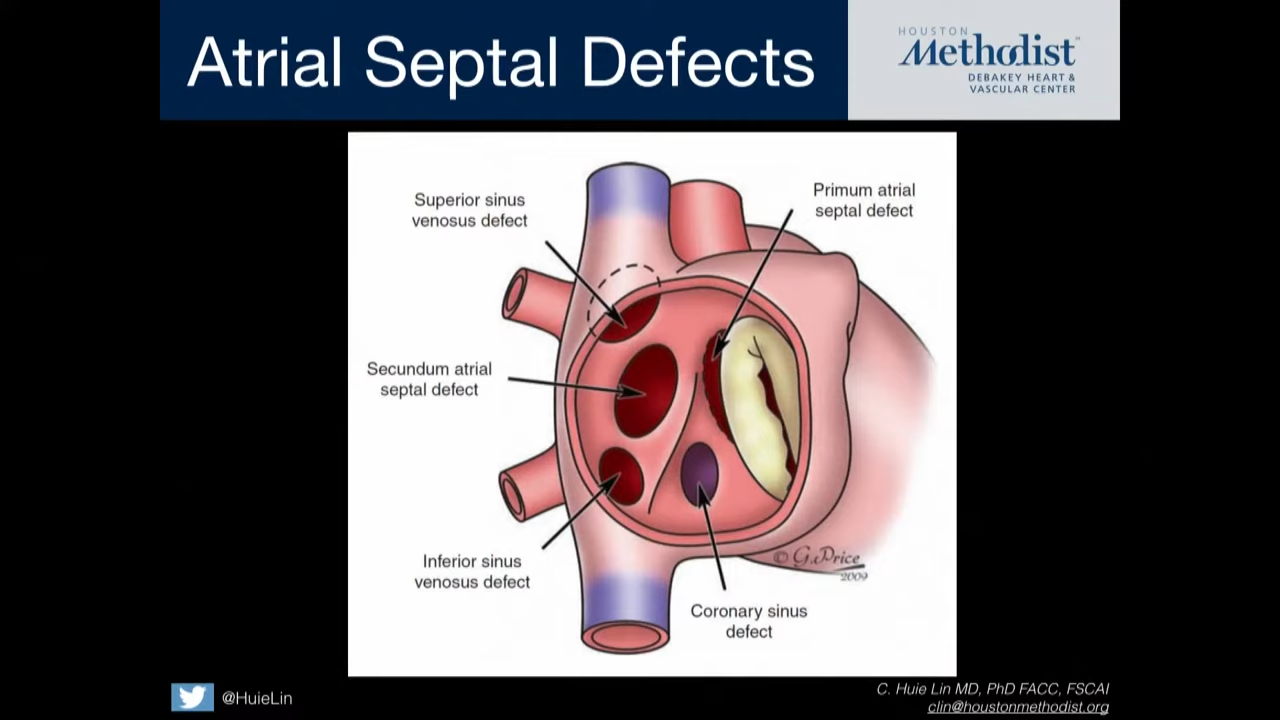 Atrial Septal Defects
HOUSTON
Methodist
DEBAKEY HEART &
VASCULAR CENTER
Superior sinus
venosus defect
Primum atrial
septal defect
Secundum atrial
septal defect
Inferior sinus
venosus defect
Coronary sinus
defect
© G.Price
2009
@HuieLin
C. Huie Lin MD, PhD FACC, FSCAI
clin@houstonmethodist.org